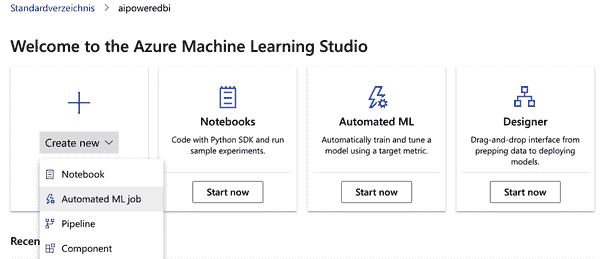 Standardverzeichnis > aipoweredbi
Welcome to the Azure Machine Learning Studio
Create new
Notebook
Automated ML job
Pipeline
Component
Notebooks
Code with Python SDK and run
sample experiments.
Start now
Automated ML
Automatically train and tune a
model using a target metric.
Start now
Designer
Drag-and-drop interface from
prepping data to deploying
models.
Start now
Recen